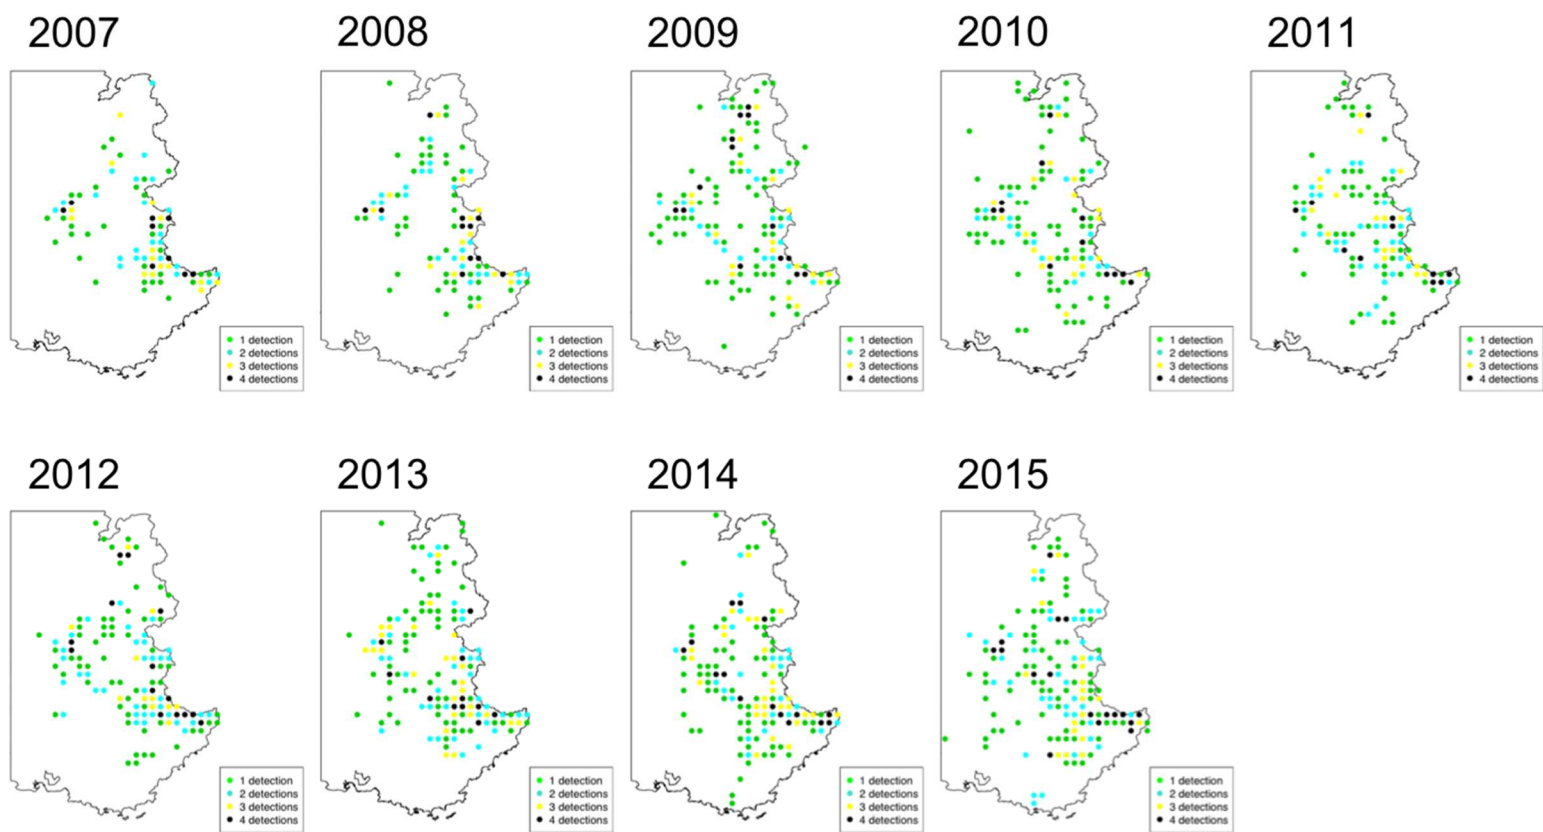 2007
2008
2009
2010
2011
1 detection
2 detections
3 detections
4 detections
1 detection
2 detections
3 detections
4 detections
1 detection
2 detections
3 detections
4 detections
1 detection
2 detections
3 detections
4 detections
1 detection
2 detections
3 detections
4 detections
2012
2013
2014
2015
1 detection
2 detections
3 detections
4 detections
1 detection
2 detections
3 detections
4 detections
1 detection
2 detections
3 detections
4 detections
1 detection
2 detections
3 detections
4 detections